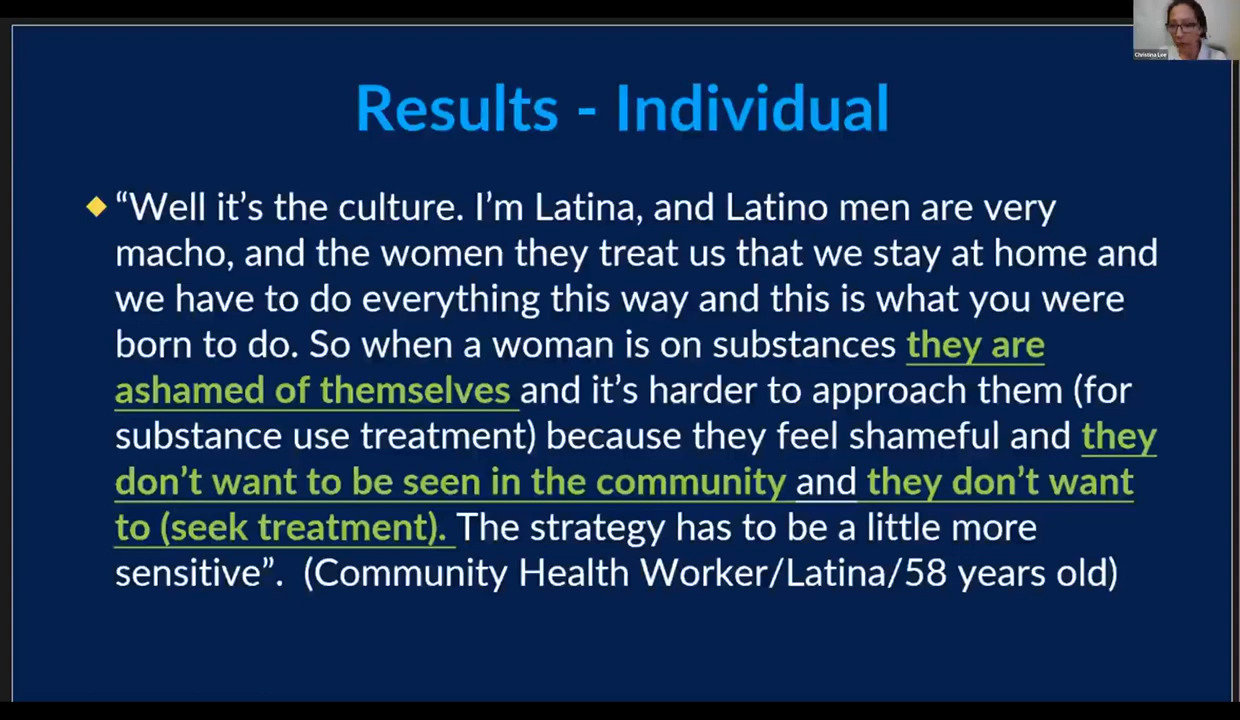 Christina Lee
Results - Individual
“Well it’s the culture. I’m Latina, and Latino men are very
macho, and the women they treat us that we stay at home and
we have to do everything this way and this is what you were
born to do. So when a woman is on substances they are
ashamed of themselves and it’s harder to approach them (for
substance use treatment) because they feel shameful and they
don’t want to be seen in the community and they don’t want
to (seek treatment). The strategy has to be a little more
sensitive”. (Community Health Worker/Latina/58 years old)